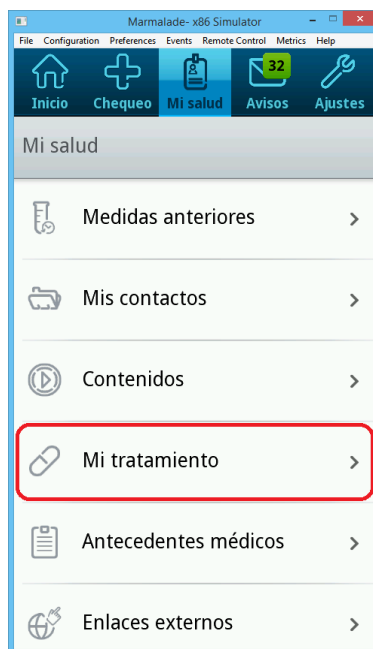 Marmalade- x86 Simulator
File Configuration Preferences Events Remote Control Metrics Help
32
Inicio Chequeo Mi salud Avisos Ajustes
Mi salud
Medidas anteriores
Mis contactos
Contenidos
Mi tratamiento
Antecedentes médicos
Enlaces externos